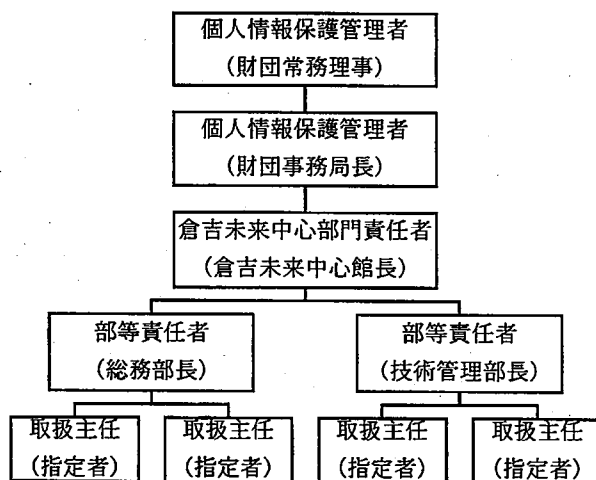 個人情報保護管理者
（財団常務理事）
個人情報保護管理者
（財団事務局長）
倉吉未来中心部門責任者
（倉吉未来中心館長）
部等責任者
（総務部長）
部等責任者
（技術管理部長）
取扱主任
（指定者）
取扱主任
（指定者）
取扱主任
（指定者）
取扱主任
（指定者）